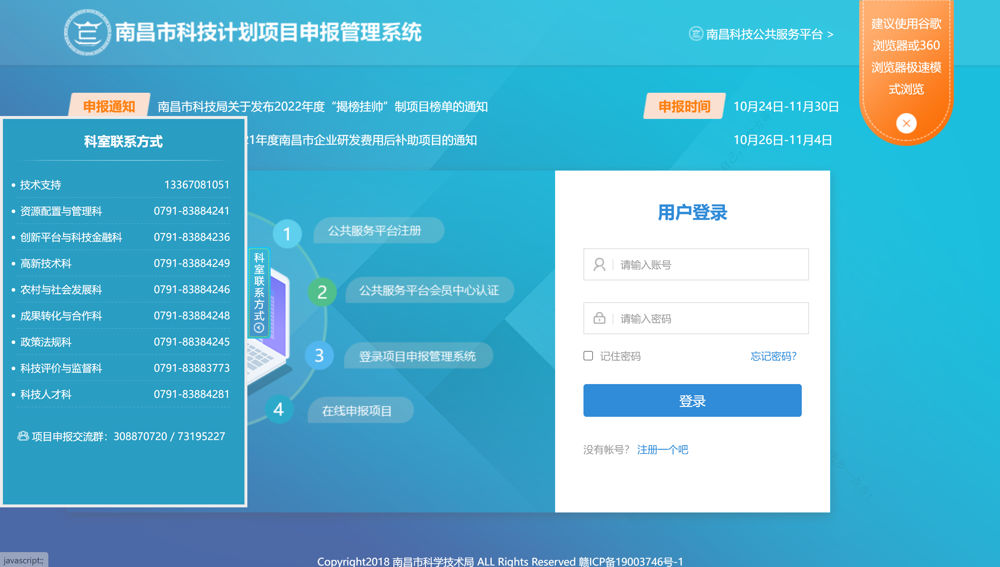 南昌市科技计划项目申报管理系统
南昌科技公共服务平台 >
建议使用谷歌
浏览器或360
浏览器极速模
式浏览
申报通知
南昌市科技局关于发布2022年度“揭榜挂帅”制项目榜单的通知
申报时间
10月24日-11月30日
21年度南昌市企业研发费用后补助项目的通知
10月26日-11月4日
科室联系方式
技术支持 13367081051
资源配置与管理科 0791-83884241
创新平台与科技金融科 0791-83884236
高新技术科 0791-83884249
农村与社会发展科 0791-83884246
成果转化与合作科 0791-83884248
政策法规科 0791-88384245
科技评价与监督科 0791-83883773
科技人才科 0791-83884281
项目申报交流群：308870720 / 73195227
科室联系方式
1 公共服务平台注册
2 公共服务平台会员中心认证
3 登录项目申报管理系统
4 在线申报项目
用户登录
请输入账号
请输入密码
记住密码
忘记密码?
登录
没有帐号? 注册一个吧
进步一点点！
Copyright2018 南昌市科学技术局 ALL Rights Reserved 赣ICP备19003746号-1
javascript:;